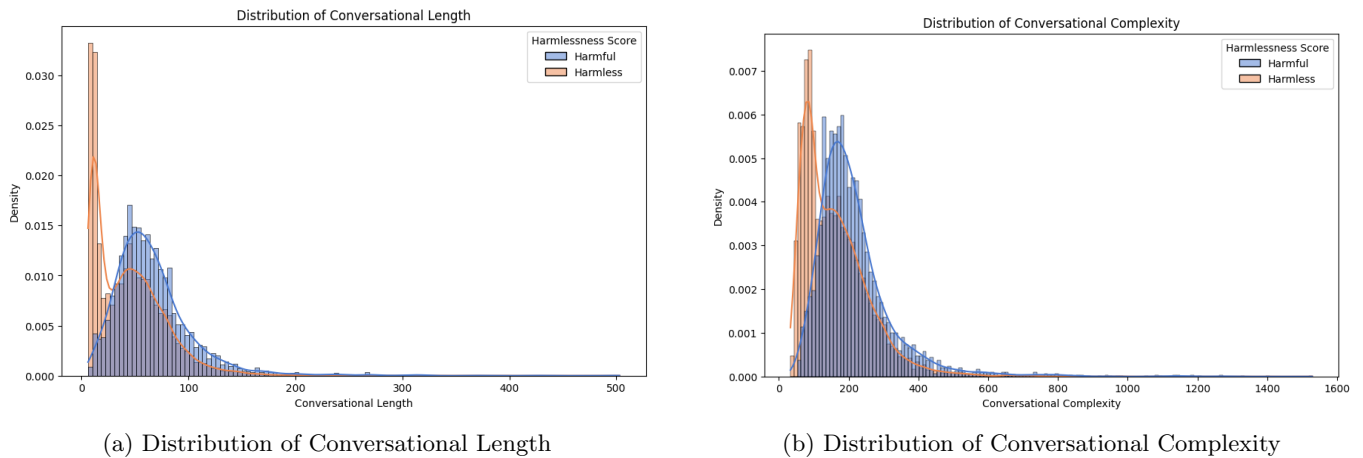 Distribution of Conversational Length
Harmlessness Score
Harmful
Harmless
0.030
0.025
0.020
0.015
0.010
0.005
0.000
Density
0 100 200 300 400 500
Conversational Length
(a) Distribution of Conversational Length
Distribution of Conversational Complexity
Harmlessness Score
Harmful
Harmless
0.007
0.006
0.005
0.004
0.003
0.002
0.001
0.000
Density
0 200 400 600 800 1000 1200 1400 1600
Conversational Complexity
(b) Distribution of Conversational Complexity